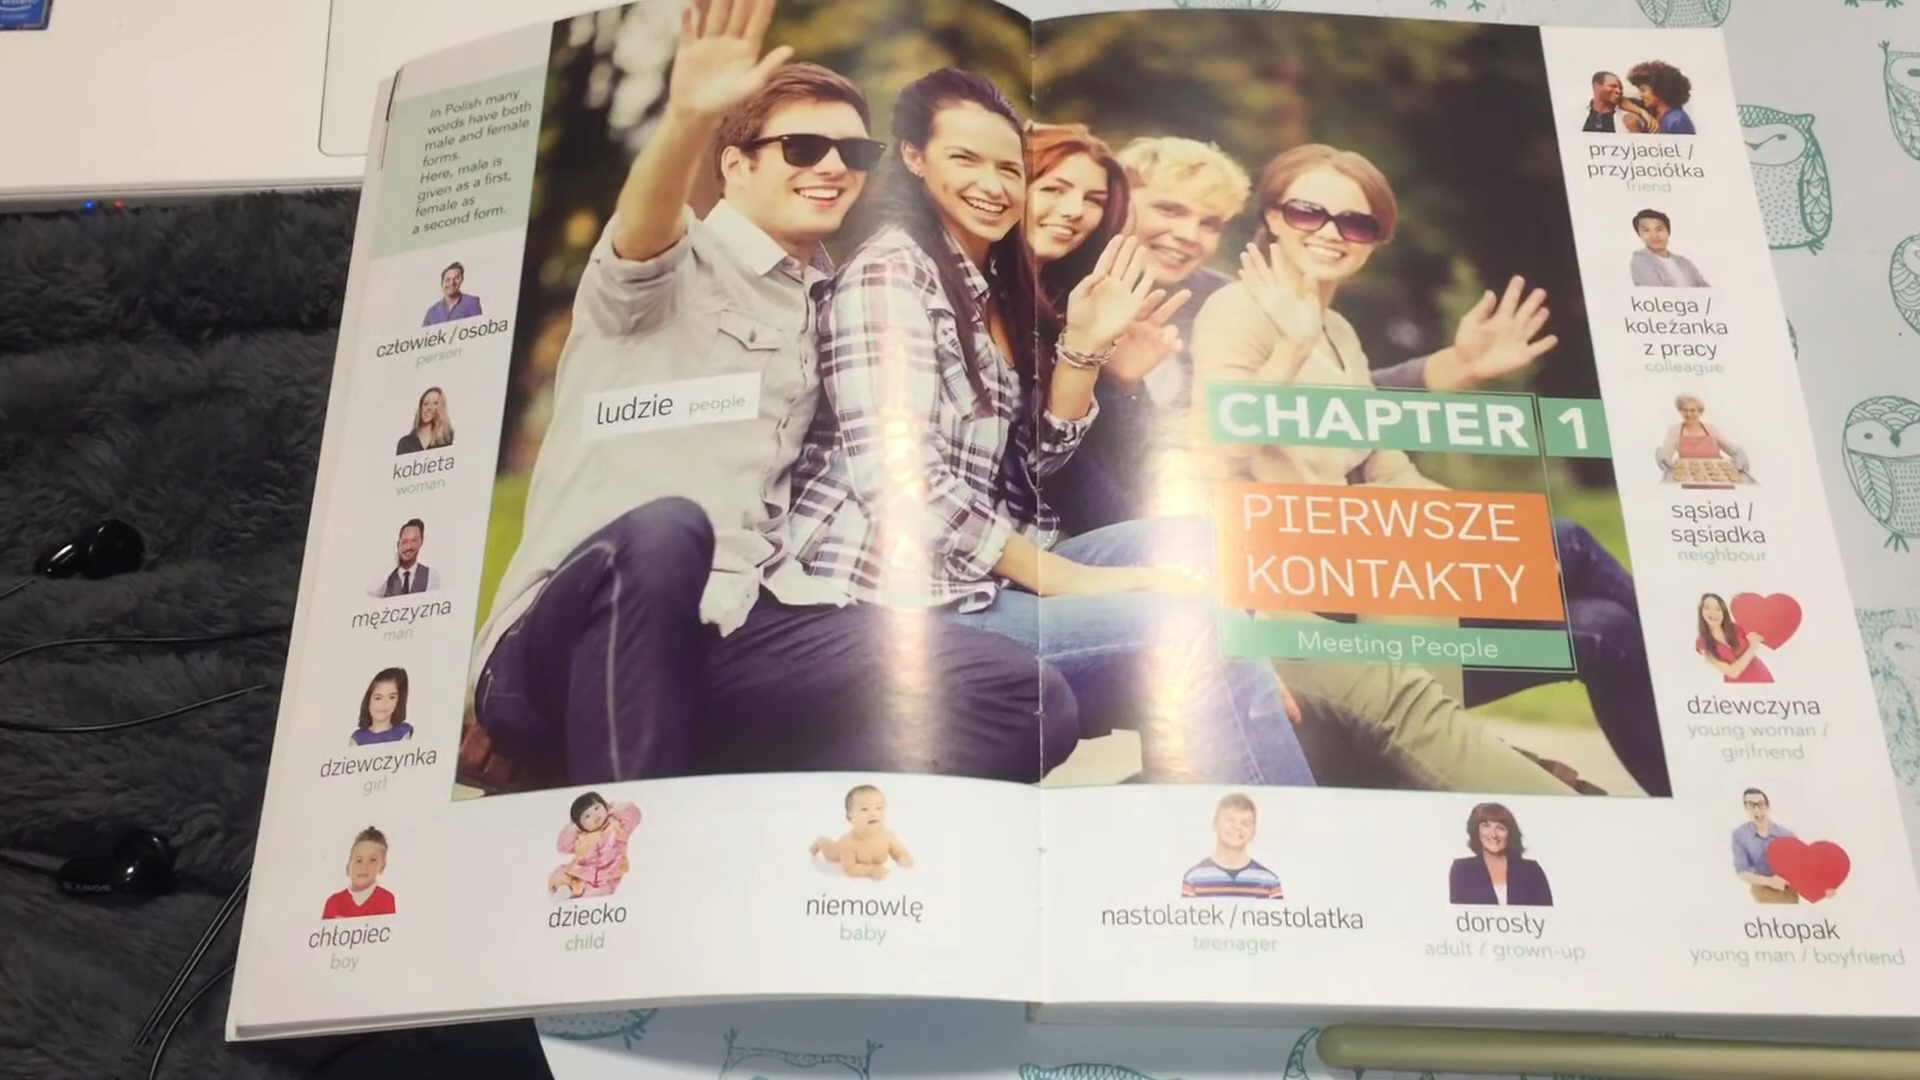 In Polish many
words have both
male and female
forms.
Here, male is
given as a first,
female as
a second form.
człowiek / osoba
person
kobieta
woman
mężczyzna
man
dziewczynka
girl
chłopiec
boy
dziecko
child
niemowlę
baby
ludzie people
CHAPTER 1
PIERWSZE
KONTAKTY
Meeting People
nastolatek / nastolatka
teenager
dorosły
adult / grown-up
przyjaciel /
przyjaciółka
friend
kolega /
koleżanka
z pracy
colleague
sąsiad /
sąsiadka
neighbour
dziewczyna
young woman /
girlfriend
chłopak
young man / boyfriend
SONY